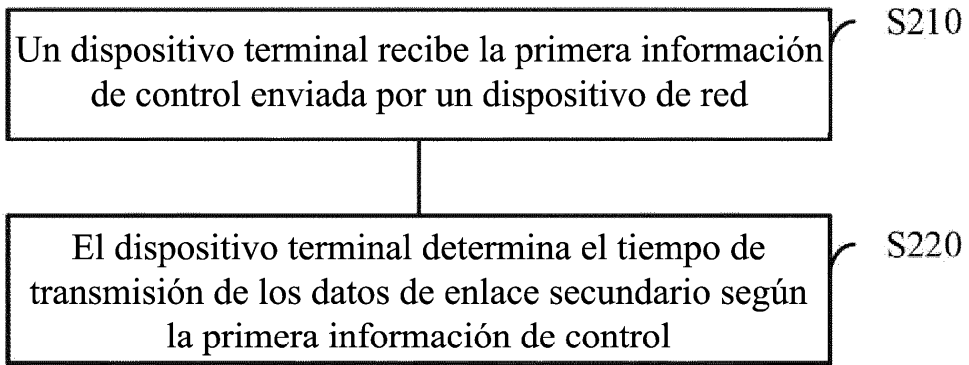 Un dispositivo terminal recibe la primera información
de control enviada por un dispositivo de red
S210
El dispositivo terminal determina el tiempo de
transmisión de los datos de enlace secundario según
la primera información de control
S220